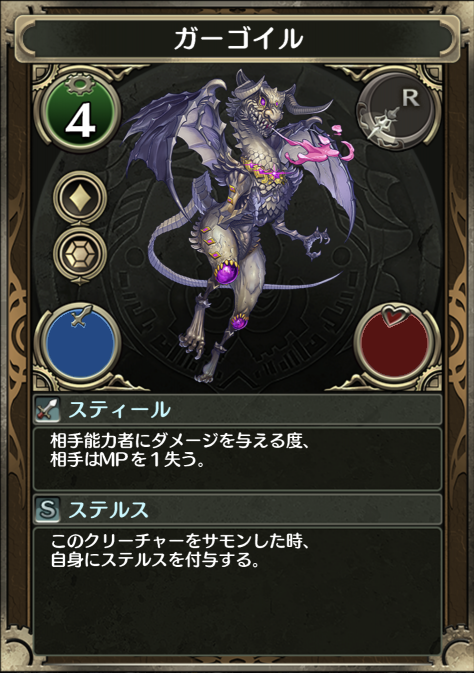 ガーゴイル
4
R
スティール
相手能力者にダメージを与える度、
相手はMPを1失う。
S ステルス
このクリーチャーをサモンした時、
自身にステルスを付与する。